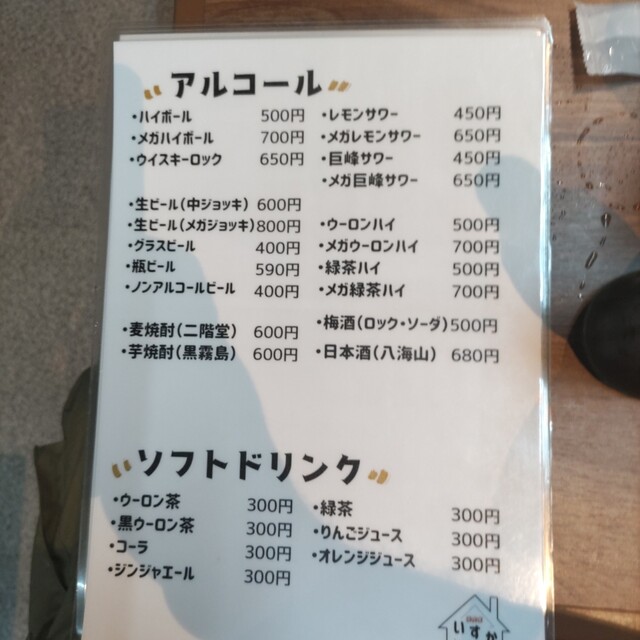 アルコール
・ハイボール 500円
・メガハイボール 700円
・ウイスキーロック 650円
・生ビール(中ジョッキ) 600円
・生ビール(メガジョッキ) 800円
・グラスビール 400円
・瓶ビール 590円
・ノンアルコールビール 400円
・麦焼酎(二階堂) 600円
・芋焼酎(黒霧島) 600円
・レモンサワー 450円
・メガレモンサワー 650円
・巨峰サワー 450円
・メガ巨峰サワー 650円
・ウーロンハイ 500円
・メガウーロンハイ 700円
・緑茶ハイ 500円
・メガ緑茶ハイ 700円
・梅酒(ロック・ソーダ) 500円
・日本酒(八海山) 680円
ソフトドリンク
・ウーロン茶 300円
・黒ウーロン茶 300円
・コーラ 300円
・ジンジャエール 300円
・緑茶 300円
・りんごジュース 300円
・オレンジジュース 300円
いすか